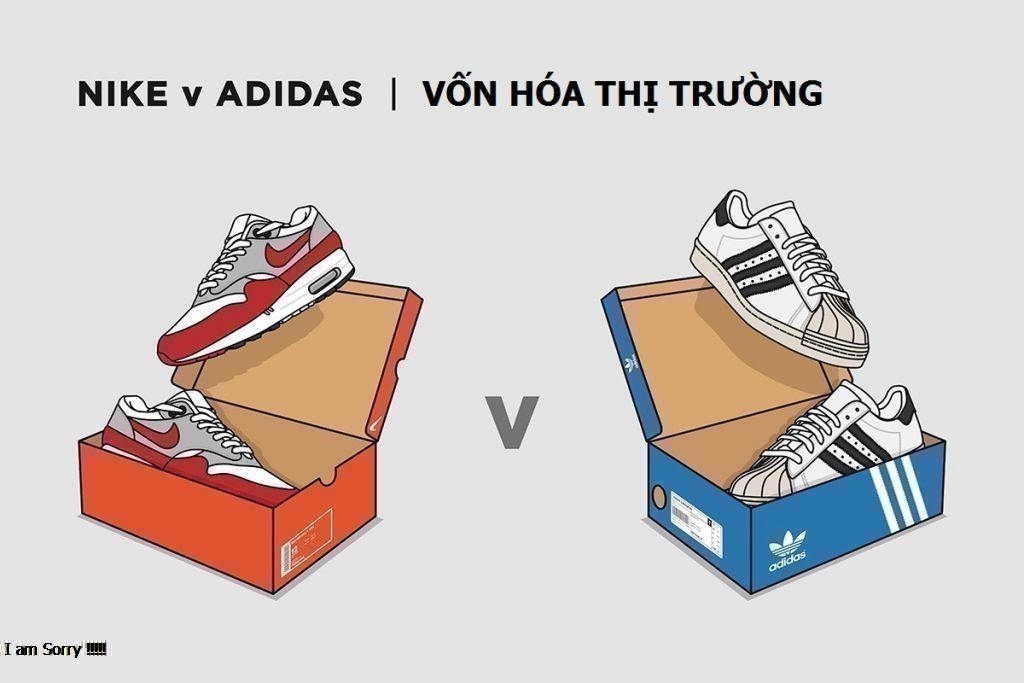 NIKE v ADIDAS | VỐN HÓA THỊ TRƯỜNG
V
adidas
I am Sorry !!!!!